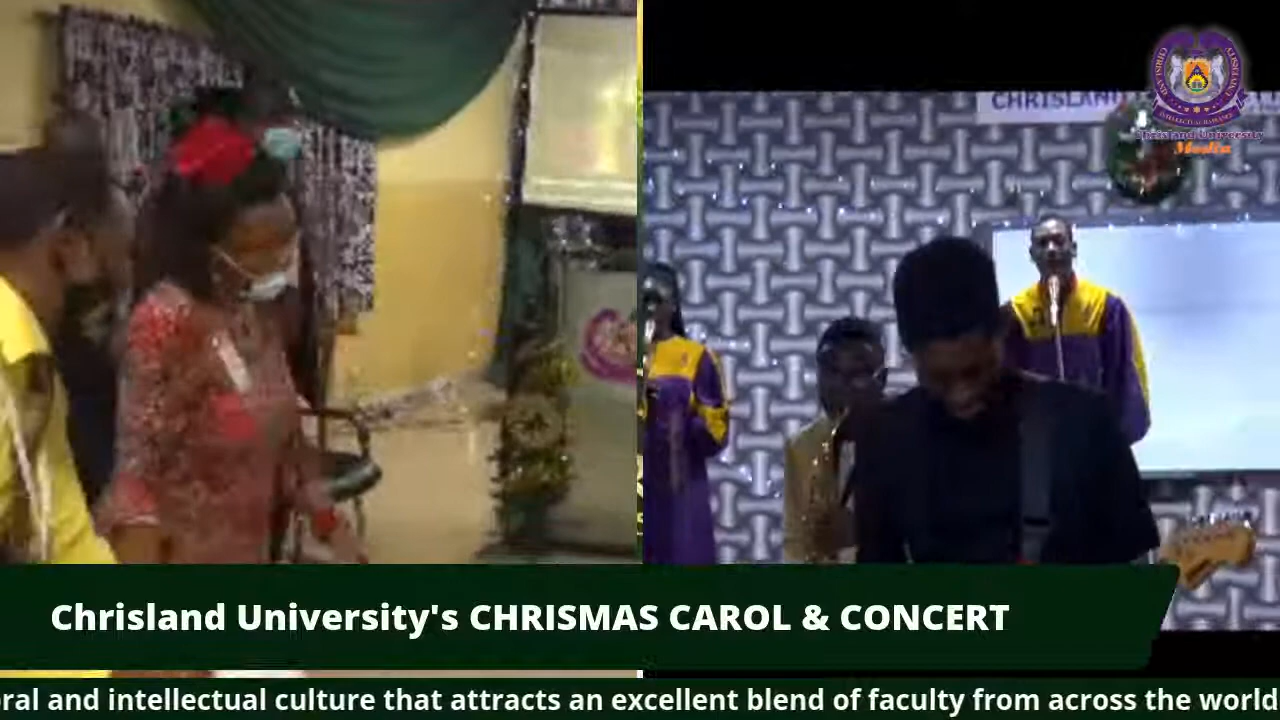 CHRISLAND
Chrisland University
Media
Chrisland University's CHRISMAS CAROL & CONCERT
oral and intellectual culture that attracts an excellent blend of faculty from across the world